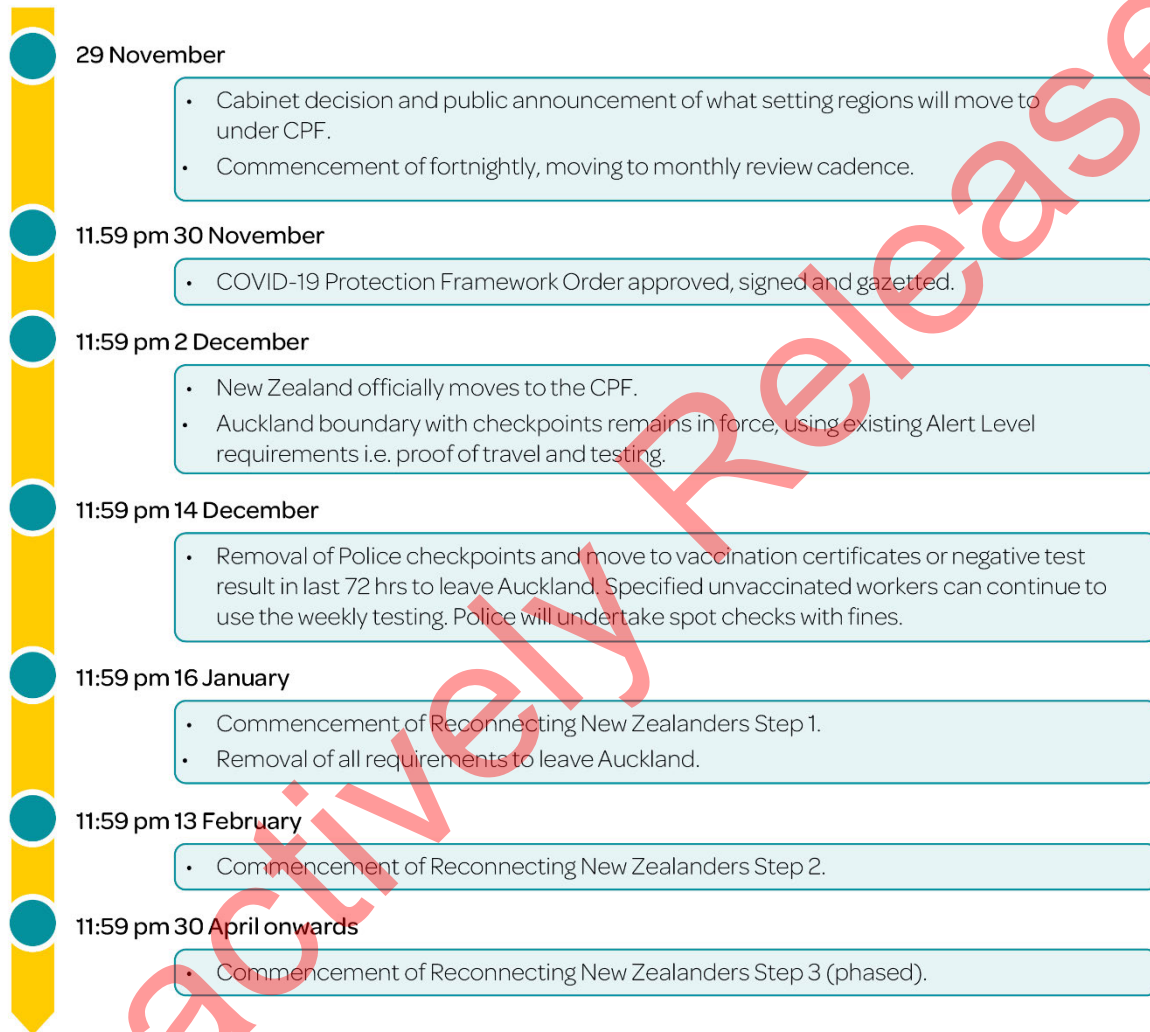 29 November
• Cabinet decision and public announcement of what setting regions will move to
under CPF.
• Commencement of fortnightly, moving to monthly review cadence.
11.59 pm 30 November
• COVID-19 Protection Framework Order approved, signed and gazetted.
11:59 pm 2 December
• New Zealand officially moves to the CPF.
• Auckland boundary with checkpoints remains in force, using existing Alert Level
requirements i.e. proof of travel and testing.
11:59 pm 14 December
• Removal of Police checkpoints and move to vaccination certificates or negative test
result in last 72 hrs to leave Auckland. Specified unvaccinated workers can continue to
use the weekly testing. Police will undertake spot checks with fines.
11:59 pm 16 January
• Commencement of Reconnecting New Zealanders Step 1.
• Removal of all requirements to leave Auckland.
11:59 pm 13 February
• Commencement of Reconnecting New Zealanders Step 2.
11:59 pm 30 April onwards
• Commencement of Reconnecting New Zealanders Step 3 (phased).
actively Release